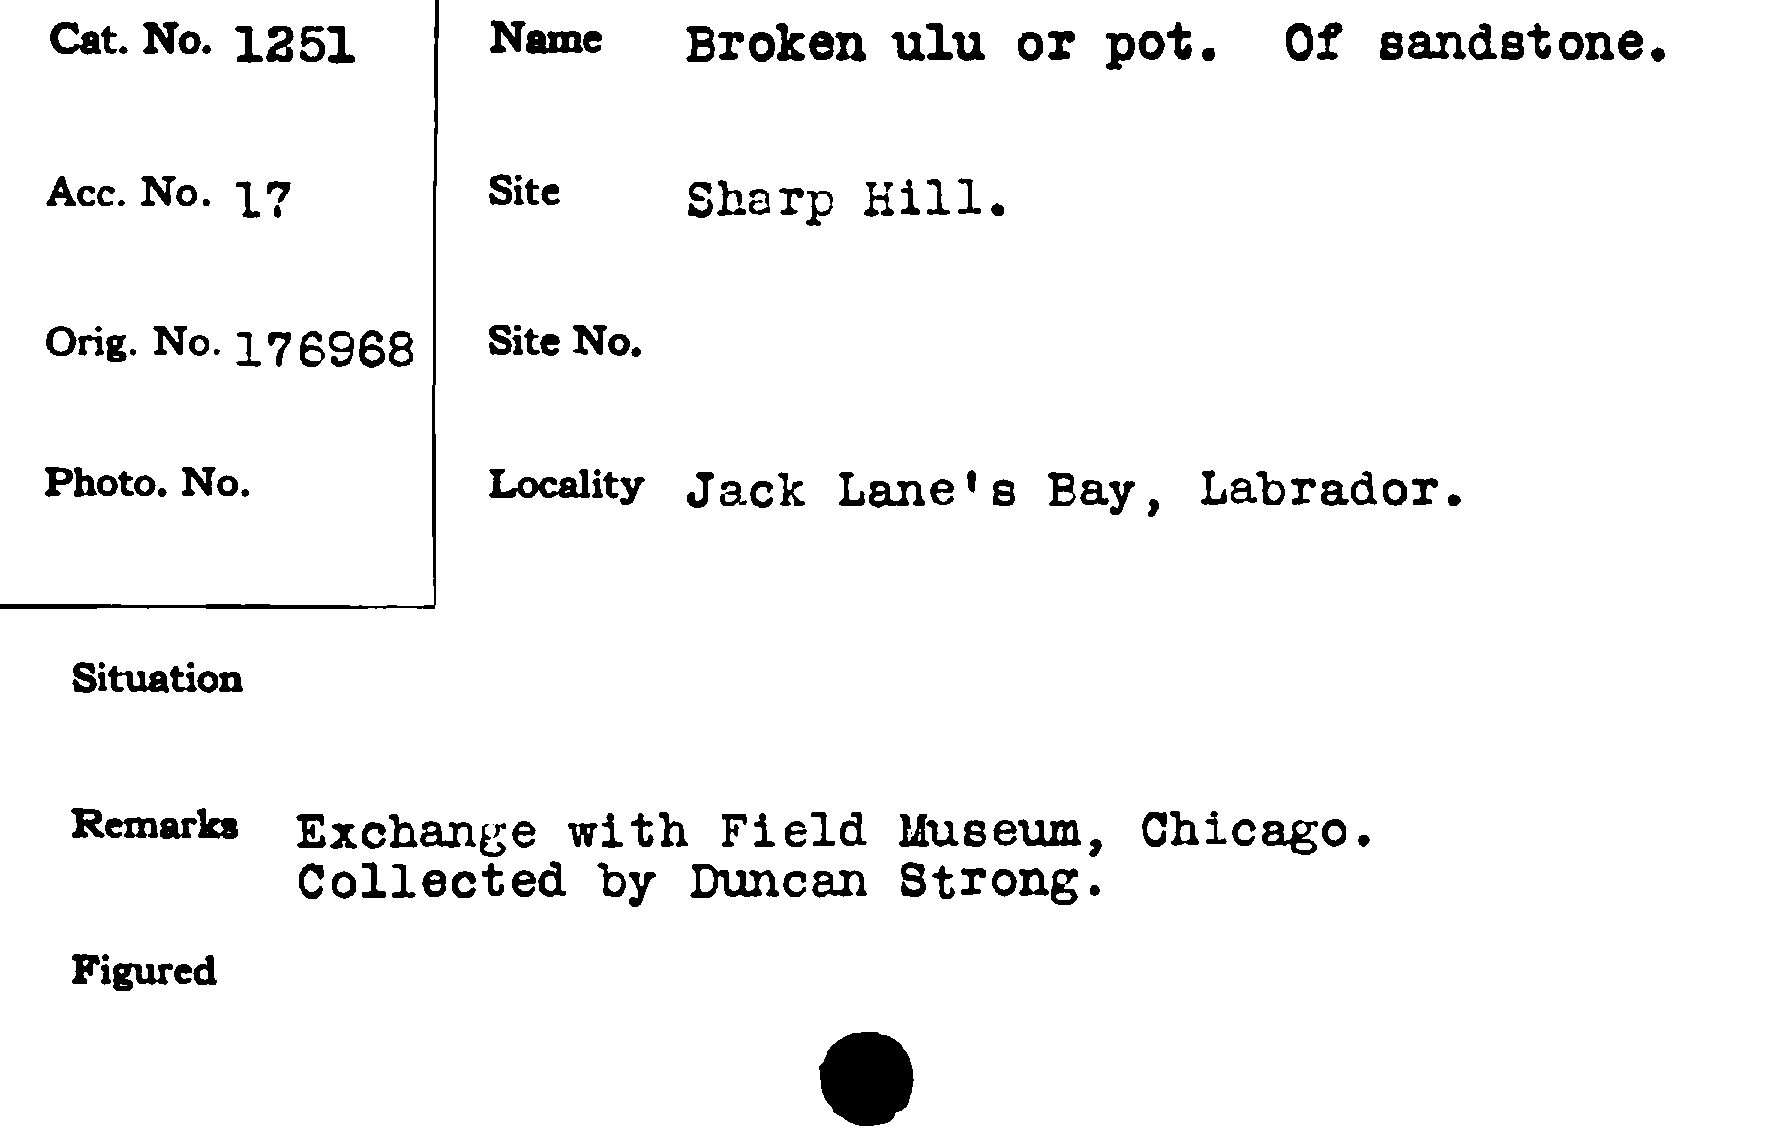 Cat. No. 1251
Name Broken ulu or pot. Of sandstone.
Acc. No. 17
Site Sharp Hill.
Orig. No. 176968
Site No.
Photo. No.
Locality Jack Lane's Bay, Labrador.
Situation
Remarks Exchange with Field Museum, Chicago.
Collected by Duncan Strong.
Figured